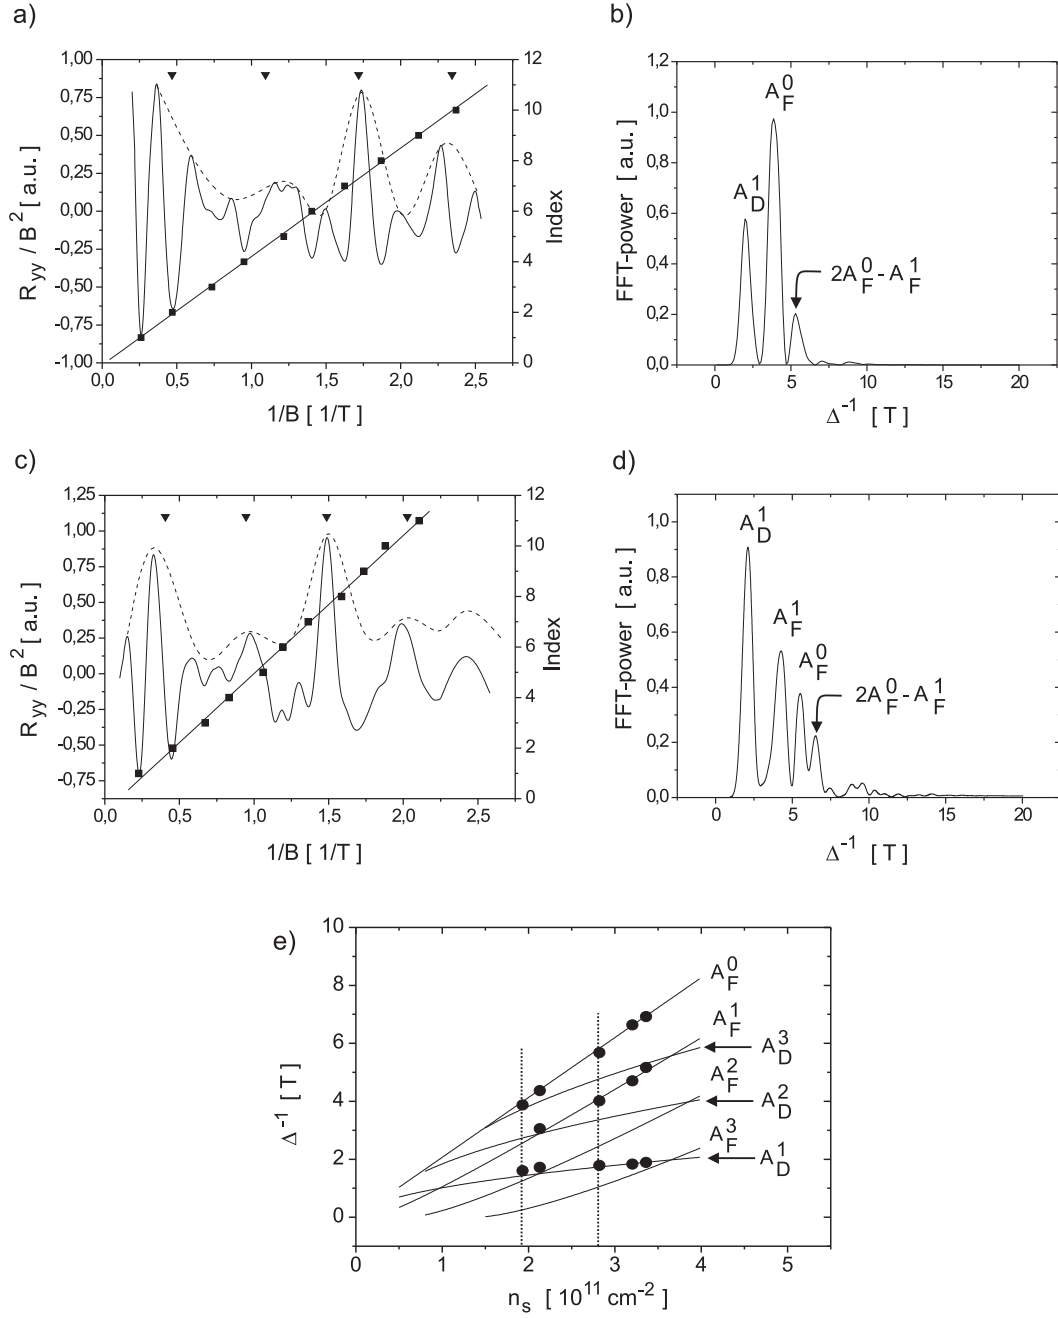 a)
1,00
0,75
0,50
0,25
0,00
-0,25
-0,50
-0,75
-1,00
R_yy / B^2 [ a.u. ]
12
10
8
6
4
2
0
Index
0,0 0,5 1,0 1,5 2,0 2,5
1/B [ 1/T ]
b)
1,2
1,0
0,8
0,6
0,4
0,2
0,0
FFT-power [ a.u. ]
A_F^0
A_D^1
2A_F^0 - A_F^1
0 5 10 15 20
Δ^-1 [ T ]
c)
1,25
1,00
0,75
0,50
0,25
0,00
-0,25
-0,50
-0,75
R_yy / B^2 [ a.u. ]
12
10
8
6
4
2
0
Index
0,0 0,5 1,0 1,5 2,0 2,5
1/B [ 1/T ]
d)
1,0
0,8
0,6
0,4
0,2
0,0
FFT-power [ a.u. ]
A_D^1
A_F^1
A_F^0
2A_F^0 - A_F^1
0 5 10 15 20
Δ^-1 [ T ]
e)
10
8
6
4
2
0
Δ^-1 [ T ]
A_F^0
A_F^1
A_D^3
A_F^2
A_D^2
A_F^3
A_D^1
0 1 2 3 4 5
n_s [ 10^11 cm^-2 ]